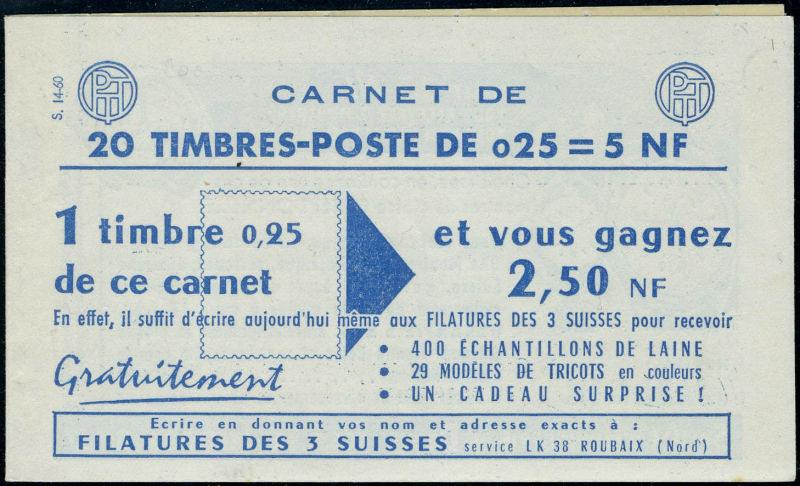 S. 14-60
PTT
PTT
CARNET DE
20 TIMBRES-POSTE DE 025 = 5 NF
1 timbre 0,25
de ce carnet
et vous gagnez
2,50 NF
En effet, il suffit d'écrire aujourd'hui même aux FILATURES DES 3 SUISSES pour recevoir
Gratuitement
• 400 ÉCHANTILLONS DE LAINE
• 29 MODÈLES DE TRICOTS en couleurs
• UN CADEAU SURPRISE !
Ecrire en donnant vos nom et adresse exacts à :
FILATURES DES 3 SUISSES service LK 38 ROUBAIX (Nord)